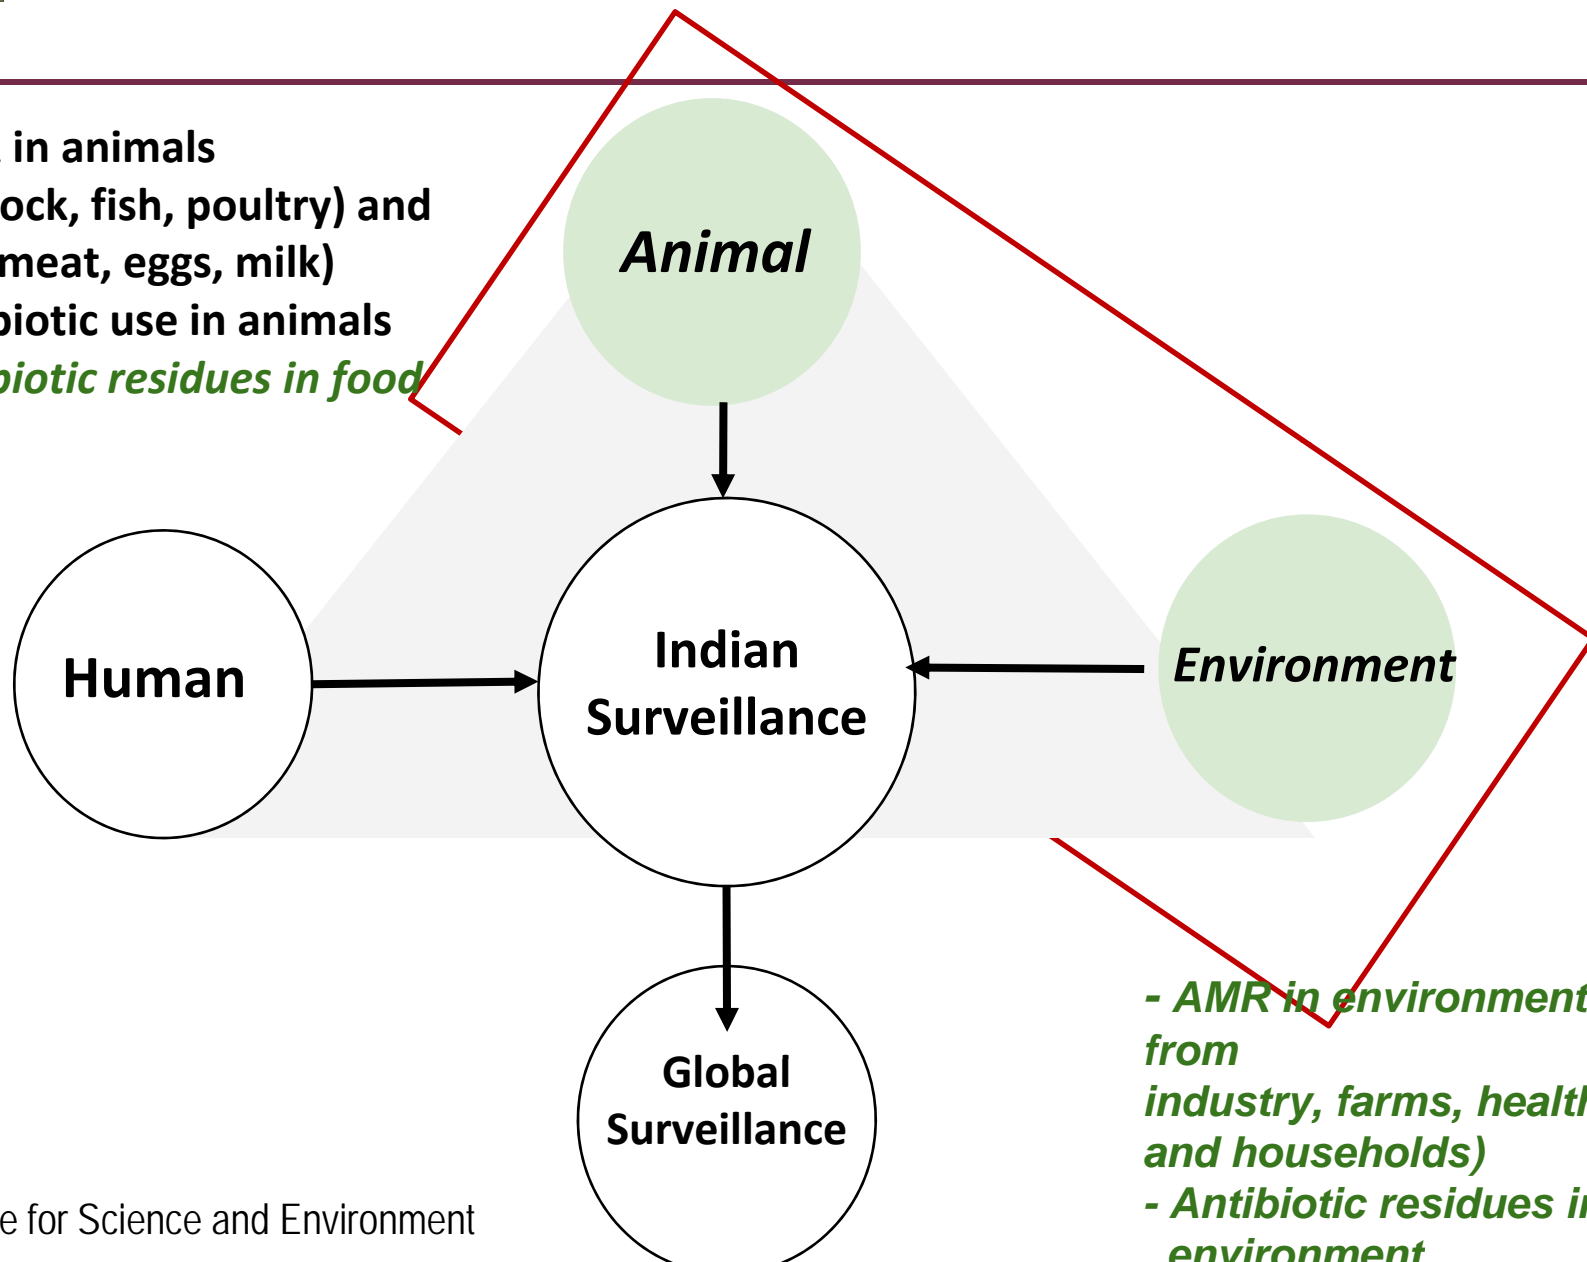 in animals
ock, fish, poultry) and
meat, eggs, milk)
biotic use in animals
biotic residues in food
Animal
Human
Indian
Surveillance
Environment
Global
Surveillance
- AMR in environment
from
industry, farms, health
and households)
- Antibiotic residues in
environment
e for Science and Environment